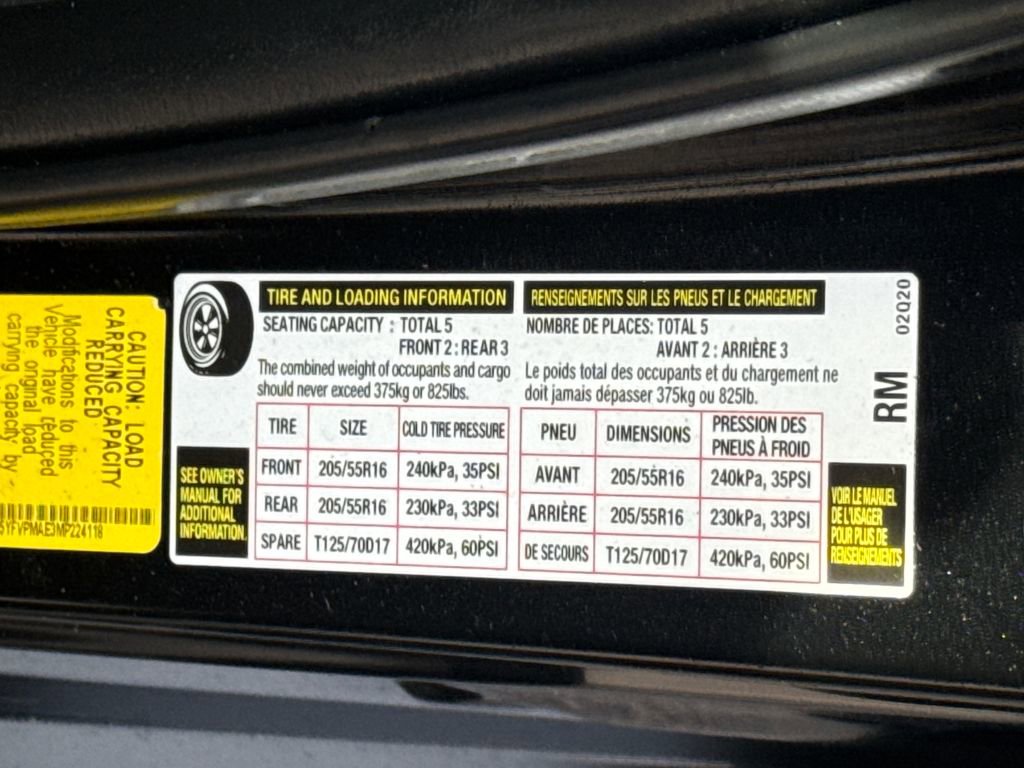 CAUTION: LOAD
CARRYING CAPACITY
REDUCED
Modifications to this
Vehicle have reduced
the original load
carrying capacity by
5YFVPMAE3MP224118
TIRE AND LOADING INFORMATION
SEATING CAPACITY : TOTAL 5
FRONT 2 : REAR 3
The combined weight of occupants and cargo
should never exceed 375kg or 825lbs.
TIRE SIZE COLD TIRE PRESSURE
FRONT 205/55R16 240kPa, 35PSI
REAR 205/55R16 230kPa, 33PSI
SPARE T125/70D17 420kPa, 60PSI
SEE OWNER'S
MANUAL FOR
ADDITIONAL
INFORMATION.
RENSEIGNEMENTS SUR LES PNEUS ET LE CHARGEMENT
NOMBRE DE PLACES: TOTAL 5
AVANT 2 : ARRIÈRE 3
Le poids total des occupants et du chargement ne
doit jamais dépasser 375kg ou 825lb.
PNEU DIMENSIONS PRESSION DES
PNEUS À FROID
AVANT 205/55R16 240kPa, 35PSI
ARRIÈRE 205/55R16 230kPa, 33PSI
DE SECOURS T125/70D17 420kPa, 60PSI
VOIR LE MANUEL
DE L'USAGER
POUR PLUS DE
RENSEIGNEMENTS
RM 02Q20